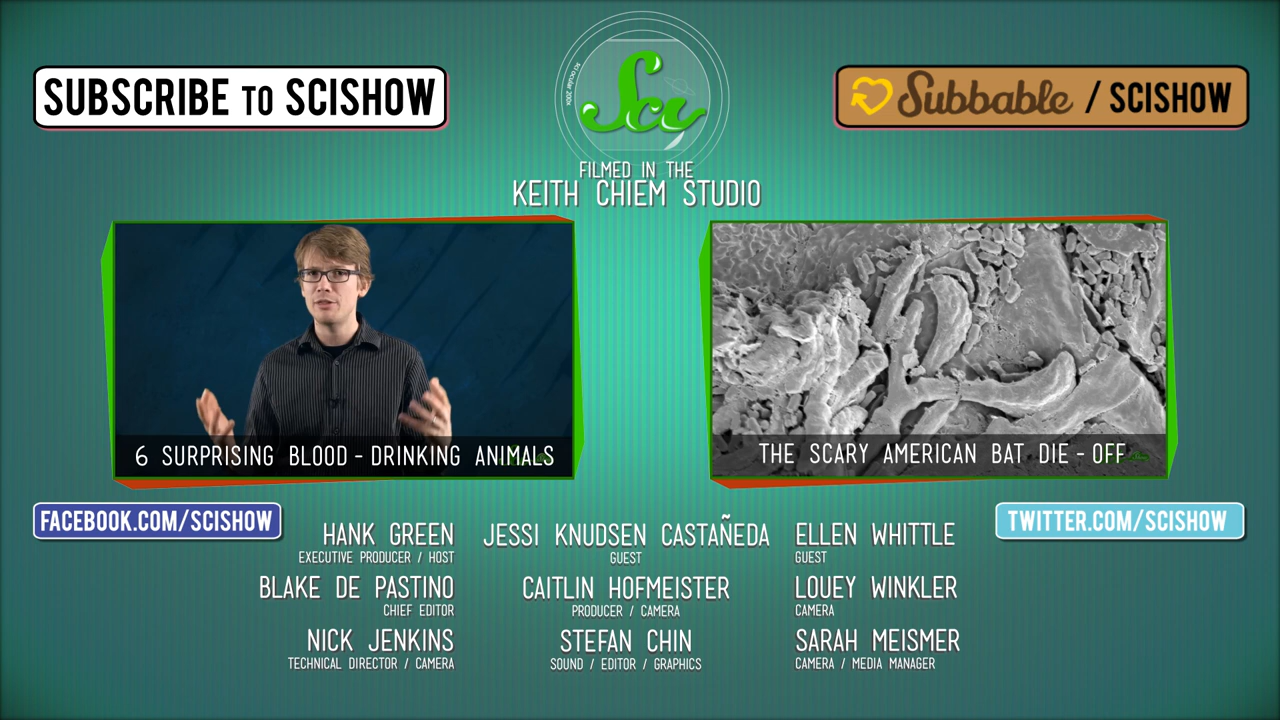 SUBSCRIBE TO SCISHOW
Sci
Subbable / SCISHOW
FILMED IN THE
KEITH CHIEM STUDIO
6 SURPRISING BLOOD-DRINKING ANIMALS
THE SCARY AMERICAN BAT DIE-OFF
FACEBOOK.COM/SCISHOW
TWITTER.COM/SCISHOW
HANK GREEN
EXECUTIVE PRODUCER / HOST
JESSI KNUDSEN CASTAÑEDA
GUEST
ELLEN WHITTLE
GUEST
BLAKE DE PASTINO
CHIEF EDITOR
CAITLIN HOFMEISTER
PRODUCER / CAMERA
LOUEY WINKLER
CAMERA
NICK JENKINS
TECHNICAL DIRECTOR / CAMERA
STEFAN CHIN
SOUND / EDITOR / GRAPHICS
SARAH MEISMER
CAMERA / MEDIA MANAGER